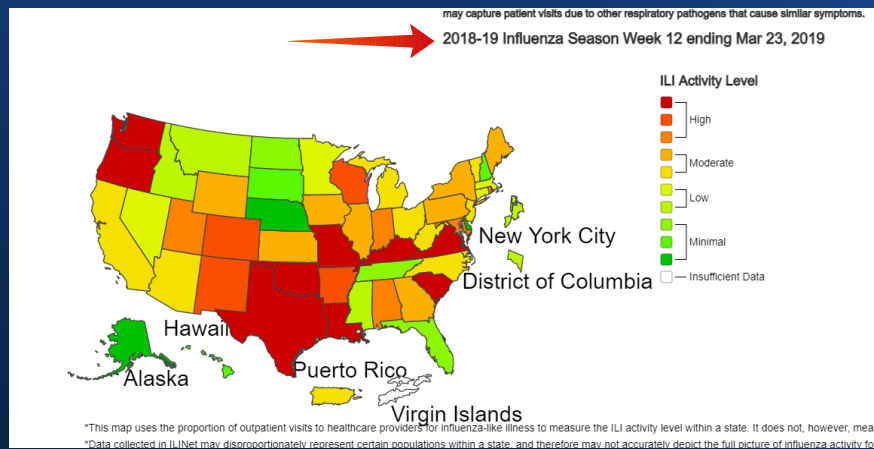 may capture patient visits due to other respiratory pathogens that cause similar symptoms.
2018-19 Influenza Season Week 12 ending Mar 23, 2019
ILI Activity Level
High
Moderate
Low
Minimal
Insufficient Data
New York City
District of Columbia
Hawaii
Alaska
Puerto Rico
Virgin Islands
*This map uses the proportion of outpatient visits to healthcare providers for influenza-like illness to measure the ILI activity level within a state. It does not, however, mea
*Data collected in ILINet may disproportionately represent certain populations within a state, and therefore may not accurately depict the full picture of influenza activity fo